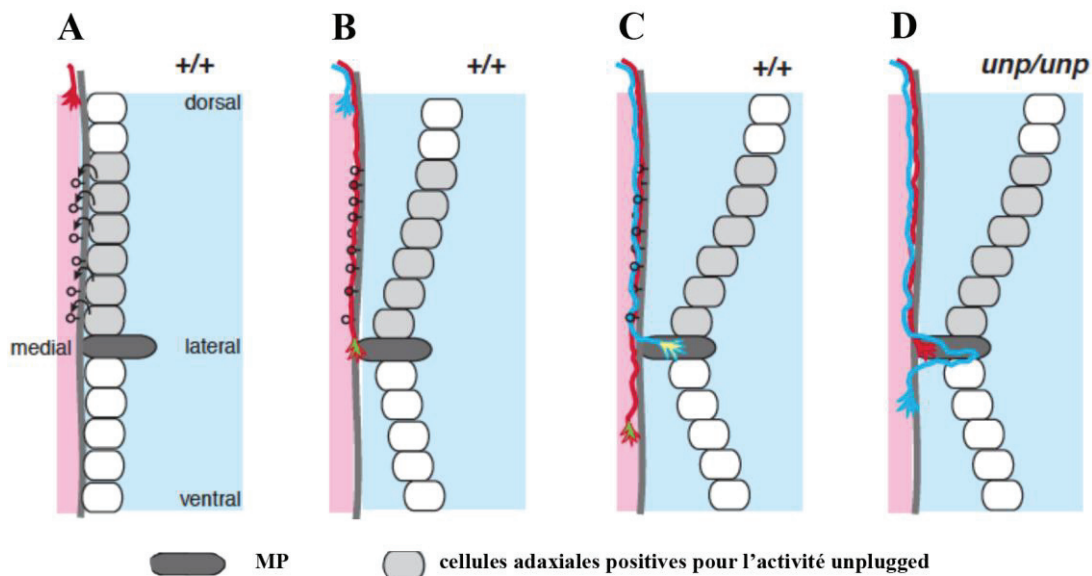 A B C D
+/+ +/+ +/+ unp/unp
dorsal
medial lateral
ventral
MP cellules adaxiales positives pour l'activité unplugged